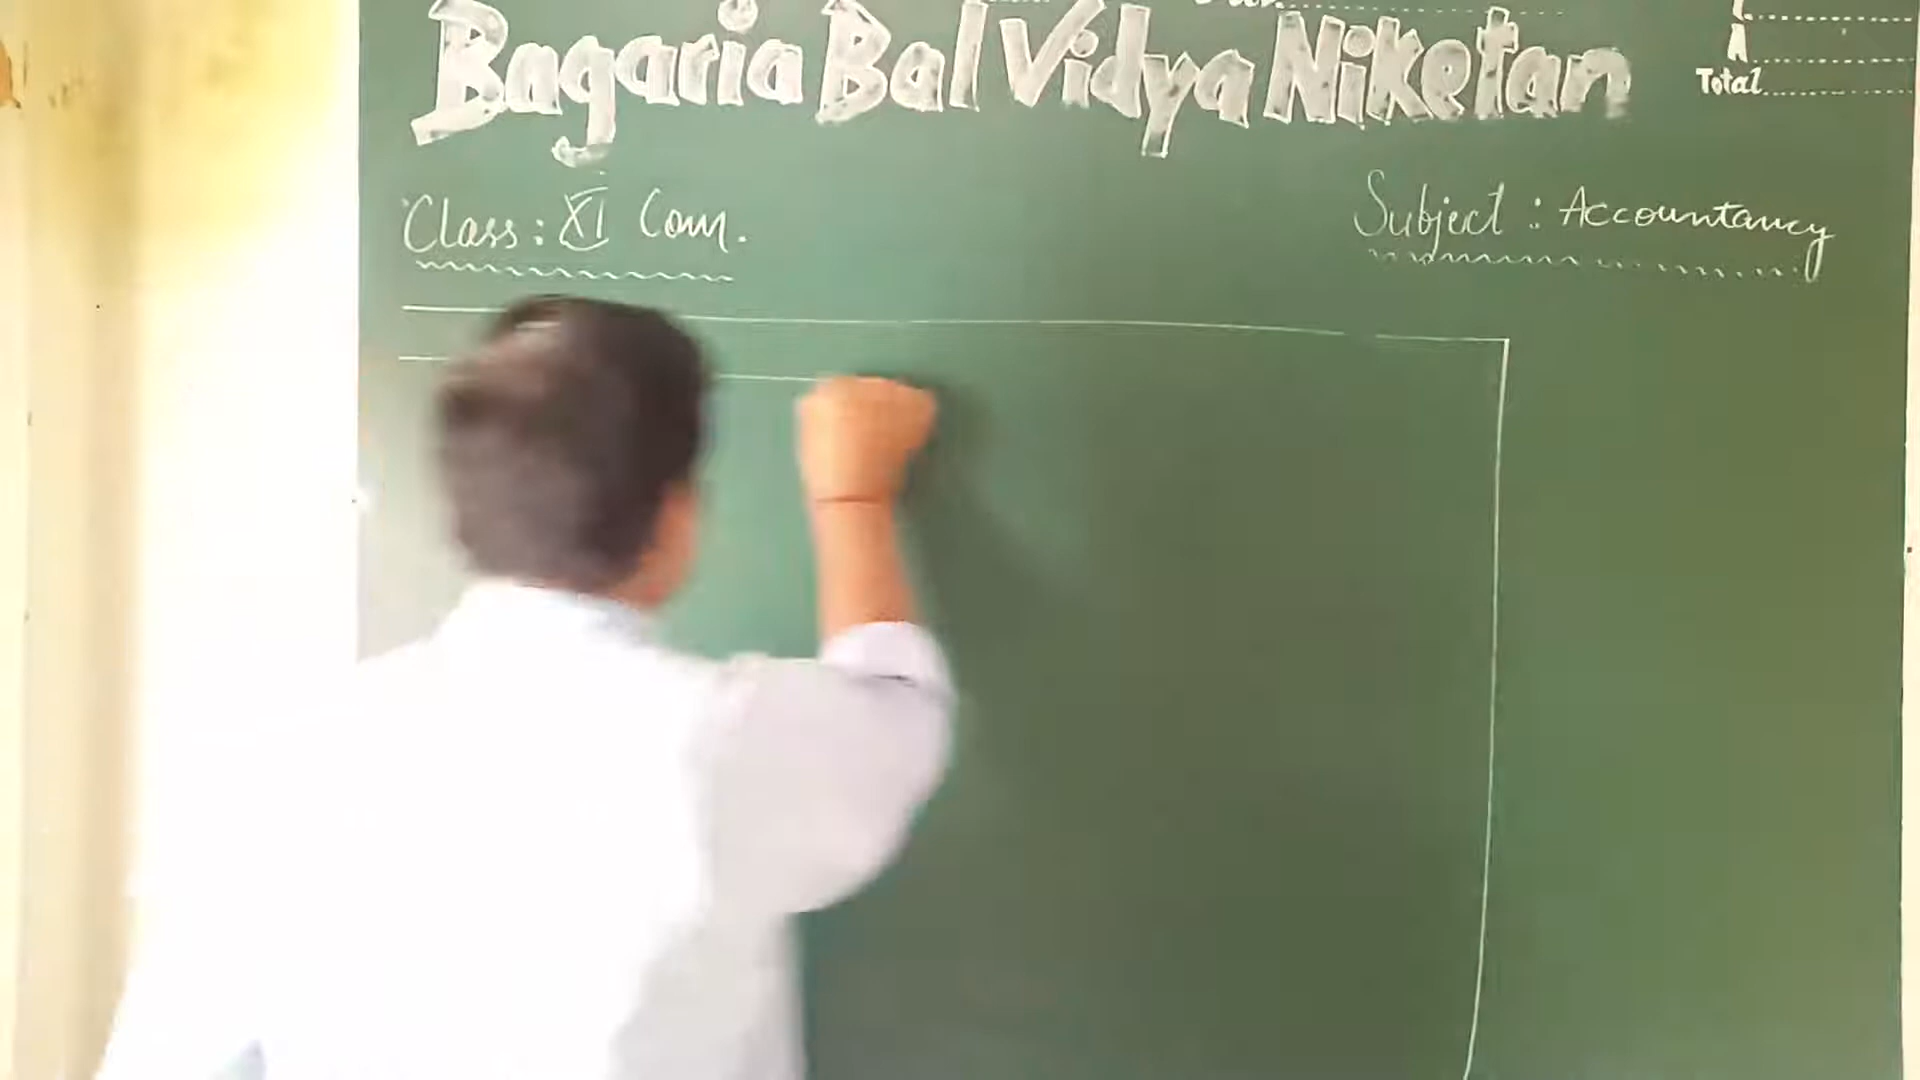 Bagaria Bal Vidya Niketan
A
Total
Class: XI Com.
Subject: Accountancy